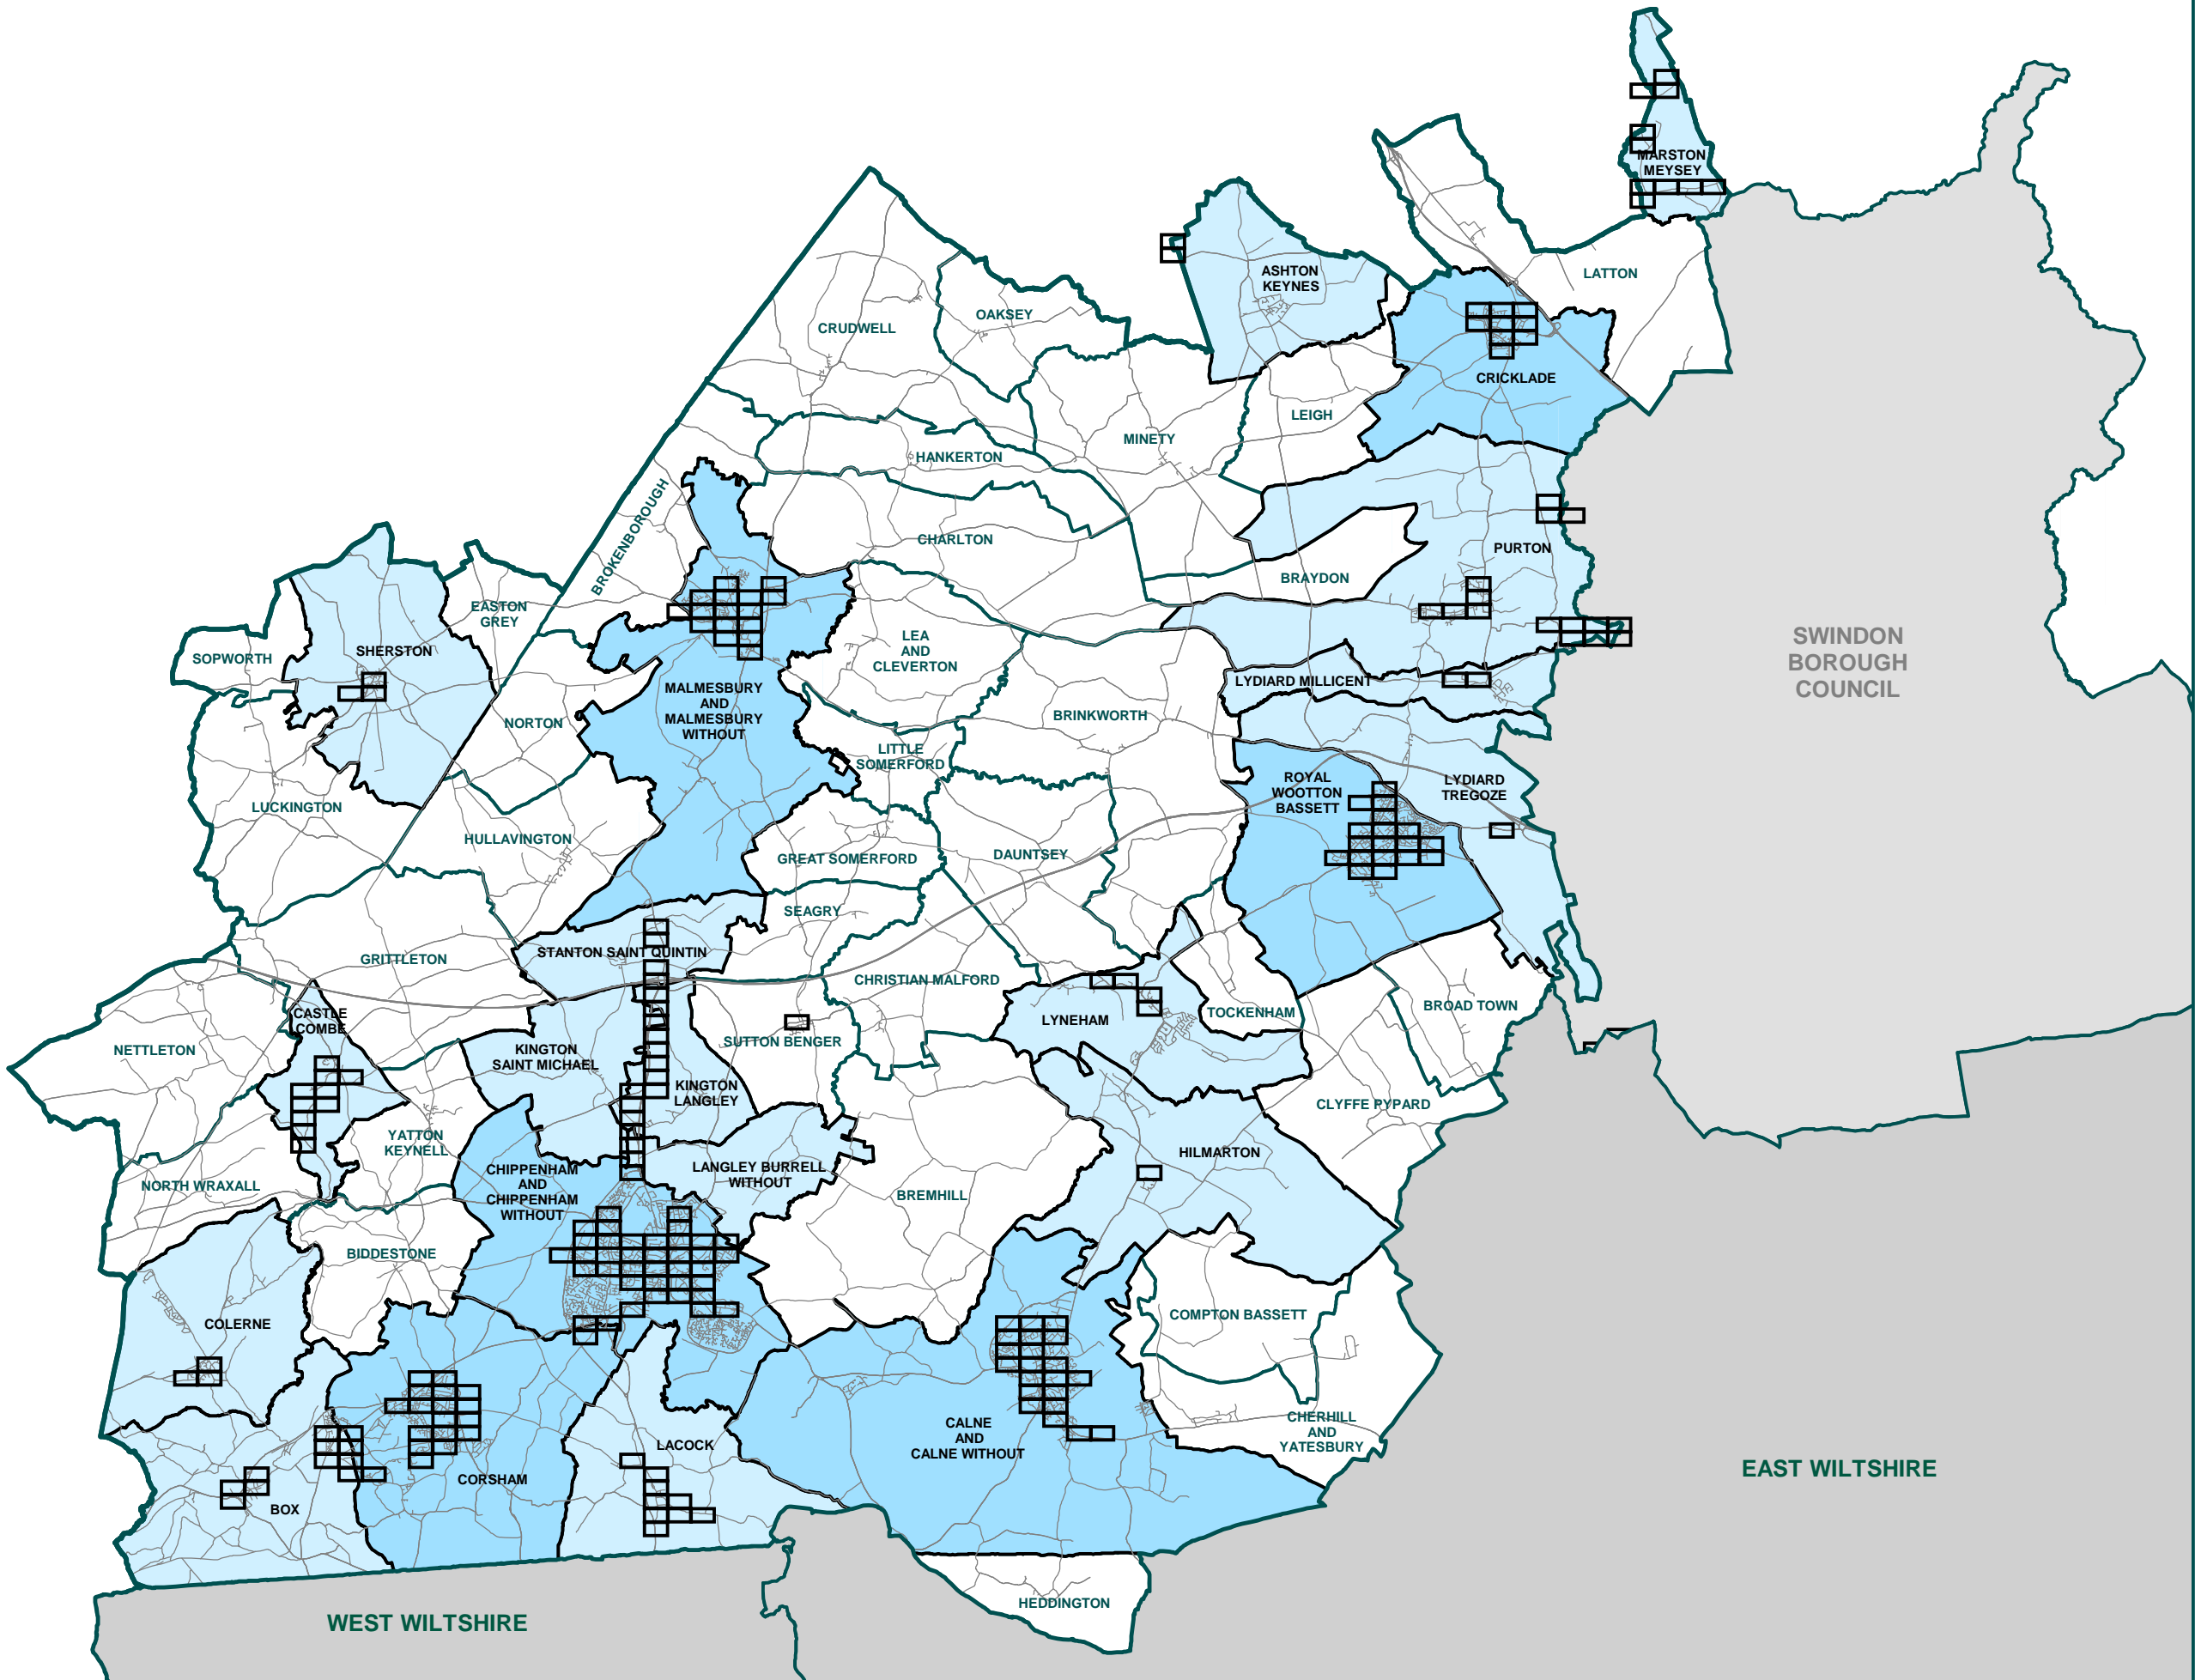 MARSTON
MEYSEY
ASHTON
KEYNES
LATTON
OAKSEY
CRUDWELL
CRICKLADE
LEIGH
MINETY
HANKERTON
BROKENBOROUGH
CHARLTON
PURTON
BRAYDON
EASTON
GREY
SHERSTON
SOPWORTH
LEA
AND
CLEVERTON
SWINDON
BOROUGH
COUNCIL
LYDIARD MILLICENT
MALMESBURY
AND
MALMESBURY
WITHOUT
NORTON
BRINKWORTH
LITTLE
SOMERFORD
ROYAL
WOOTTON
BASSETT
LYDIARD
TREGOZE
LUCKINGTON
HULLAVINGTON
GREAT SOMERFORD
DAUNTSEY
SEAGRY
STANTON SAINT QUINTIN
GRITTLETON
CHRISTIAN MALFORD
BROAD TOWN
TOCKENHAM
LYNEHAM
CASTLE
COMBE
NETTLETON
SUTTON BENGER
KINGTON
SAINT MICHAEL
KINGTON
LANGLEY
CLYFFE PYPARD
YATTON
KEYNELL
HILMARTON
CHIPPENHAM
AND
CHIPPENHAM
WITHOUT
LANGLEY BURRELL
WITHOUT
NORTH WRAXALL
BREMHILL
BIDDESTONE
COLERNE
COMPTON BASSETT
CALNE
AND
CALNE WITHOUT
CHERHILL
AND
YATESBURY
LACOCK
CORSHAM
BOX
EAST WILTSHIRE
HEDDINGTON
WEST WILTSHIRE